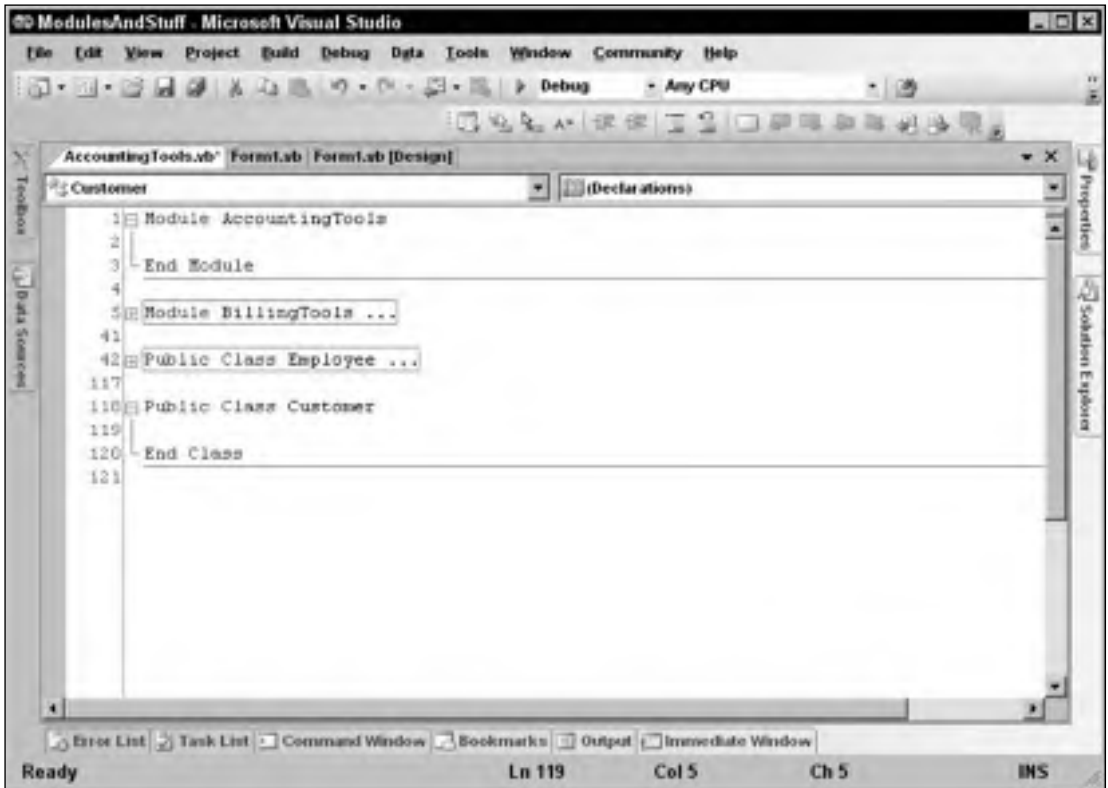 ModulesAndStuff - Microsoft Visual Studio
File Edit View Project Build Debug Data Tools Window Community Help
Debug Any CPU
AccountingTools.vb* Form1.vb Form1.vb [Design]
Customer (Declarations)
Toolbox
Data Sources
1 Module AccountingTools
2
3 End Module
4
5 Module BillingTools ...
41
42 Public Class Employee ...
117
118 Public Class Customer
119
120 End Class
121
Properties
Solution Explorer
Error List Task List Command Window Bookmarks Output Immediate Window
Ready Ln 119 Col 5 Ch 5 INS